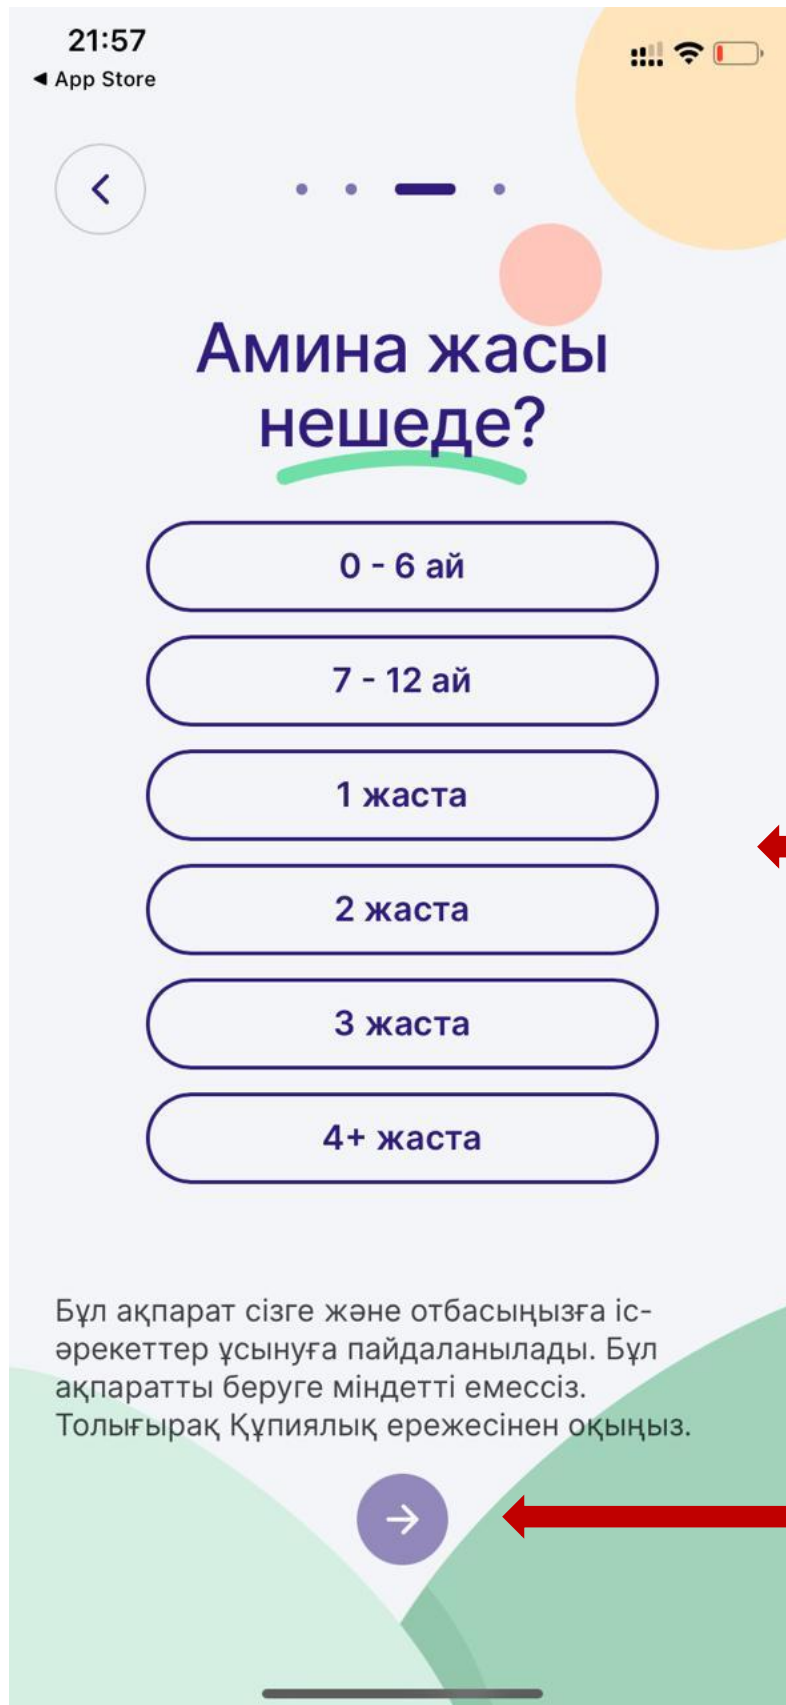 21:57
◀ App Store
Амина жасы
нешеде?
0 - 6 ай
7 - 12 ай
1 жаста
2 жаста
3 жаста
4+ жаста
Бұл ақпарат сізге және отбасыңызға іс-
әрекеттер ұсынуға пайдаланылады. Бұл
ақпаратты беруге міндетті емессіз.
Толығырақ Құпиялық ережесінен оқыңыз.